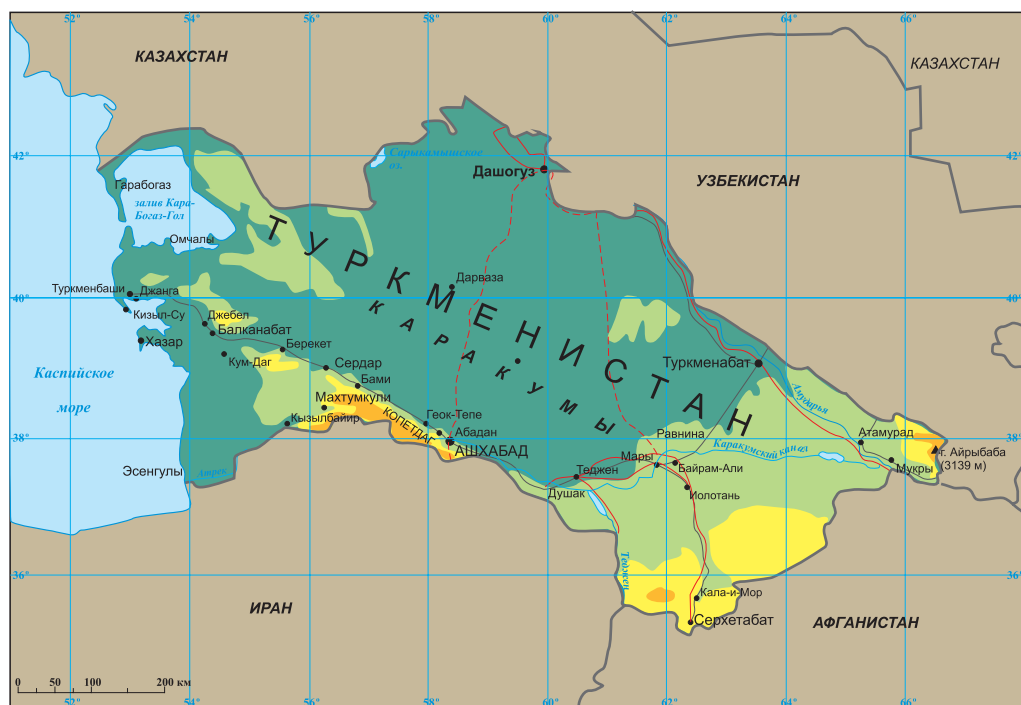 52° 54° 56° 58° 60° 62° 64° 66°
КАЗАХСТАН
КАЗАХСТАН
42° 42°
Сарыкамышское
оз.
Дашогуз
УЗБЕКИСТАН
Гарабогаз
залив Кара-
Богаз-Гол
Омчалы
ТУРКМЕНИСТАН
КАРАКУМЫ
Дарваза
Туркменбаши
Джанга
40° 40°
Кизыл-Су
Джебел
Балканабат
Хазар
Берекет
Кум-Даг
Сердар
Туркменабат
Каспийское
море
Бами
Махтумкули
Амударья
Кызылбайир
КОПЕТДАГ
Геок-Тепе
Абадан
АШХАБАД
38° 38°
Равнина
Атамурад
г. Айрыбаба
(3139 м)
Каракумский канал
Мары
Байрам-Али
Мукры
Эсенгулы
Атрек
Теджен
Душак
Иолотань
Теджен
36° 36°
Кала-и-Мор
Серхетабат
ИРАН
АФГАНИСТАН
0 50 100 200 км
52° 54° 56° 58° 60° 62° 64° 66°